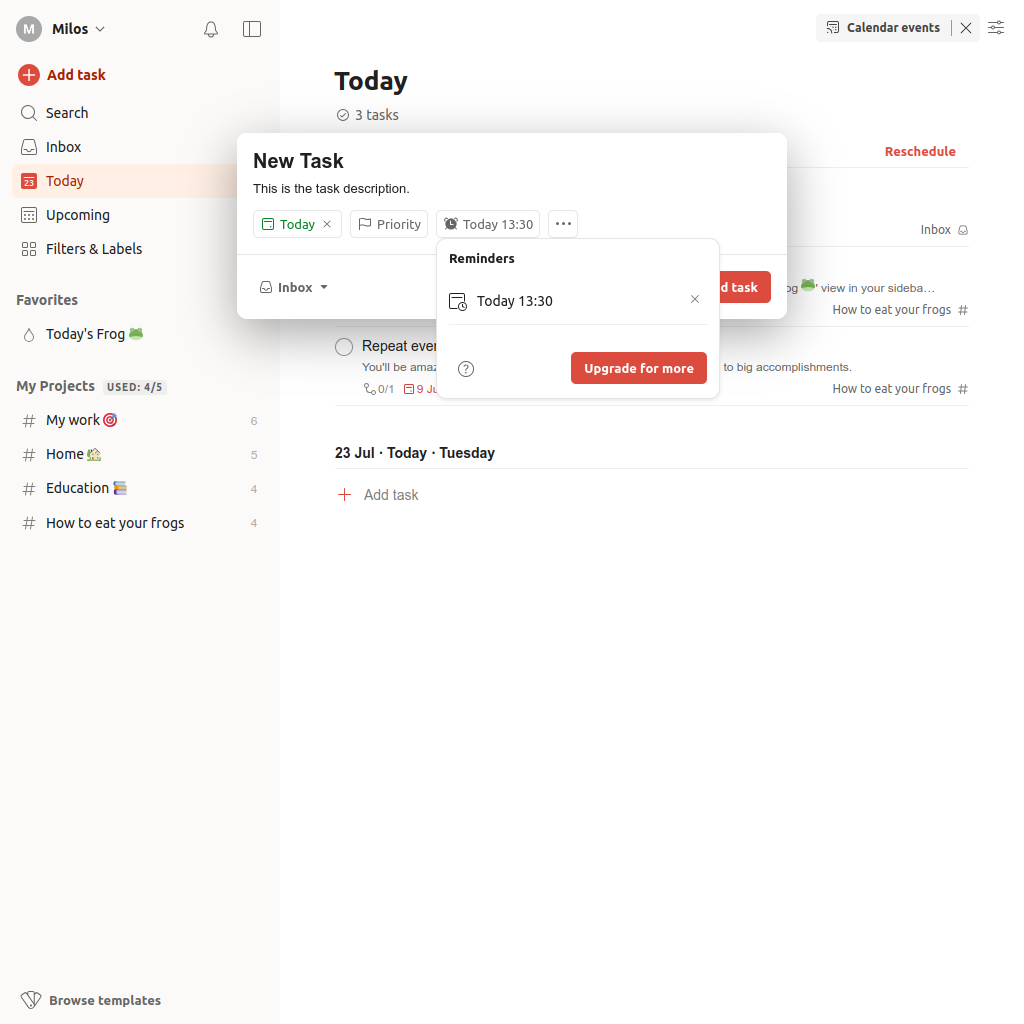 M Milos
Calendar events
Add task
Search
Inbox
23 Today
Upcoming
Filters & Labels
Favorites
Today's Frog 🐸
My Projects USED: 4/5
My work 🎯 6
Home 🏡 5
Education 📚 4
How to eat your frogs 4
Browse templates
Today
3 tasks
Reschedule
New Task
This is the task description.
Today Priority Today 13:30
Inbox
d task
Reminders
Today 13:30
? Upgrade for more
Inbox
og 🐸" view in your sideba…
How to eat your frogs #
Repeat ever
You'll be amaz to big accomplishments.
0/1 9 Ju How to eat your frogs #
23 Jul · Today · Tuesday
Add task